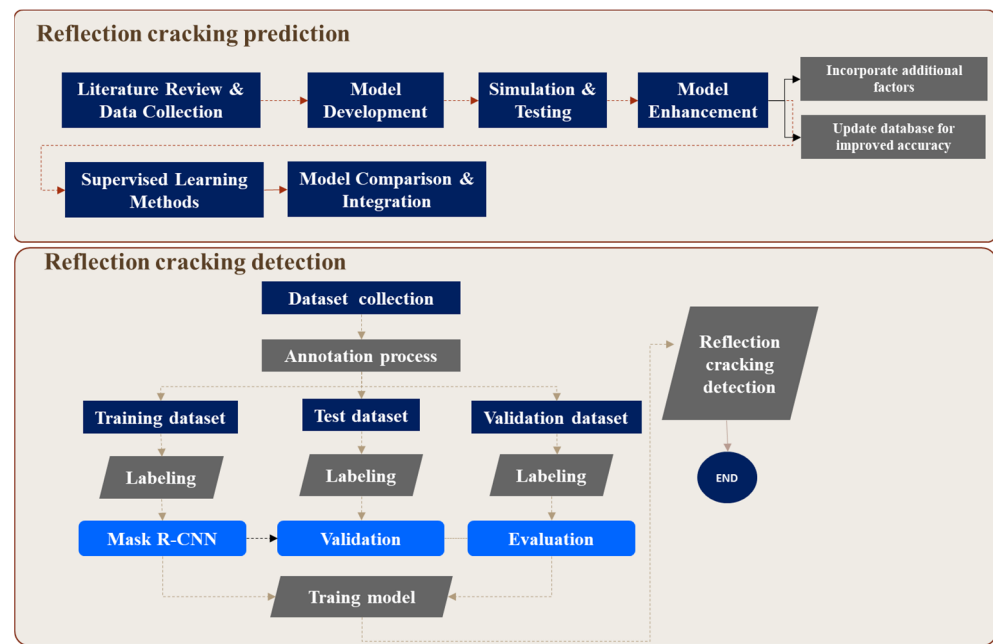 Reflection cracking prediction
Literature Review &
Data Collection
Model
Development
Simulation &
Testing
Model
Enhancement
Incorporate additional
factors
Update database for
improved accuracy
Supervised Learning
Methods
Model Comparison &
Integration
Reflection cracking detection
Dataset collection
Annotation process
Training dataset
Test dataset
Validation dataset
Labeling
Labeling
Labeling
Mask R-CNN
Validation
Evaluation
Traing model
Reflection
cracking
detection
END